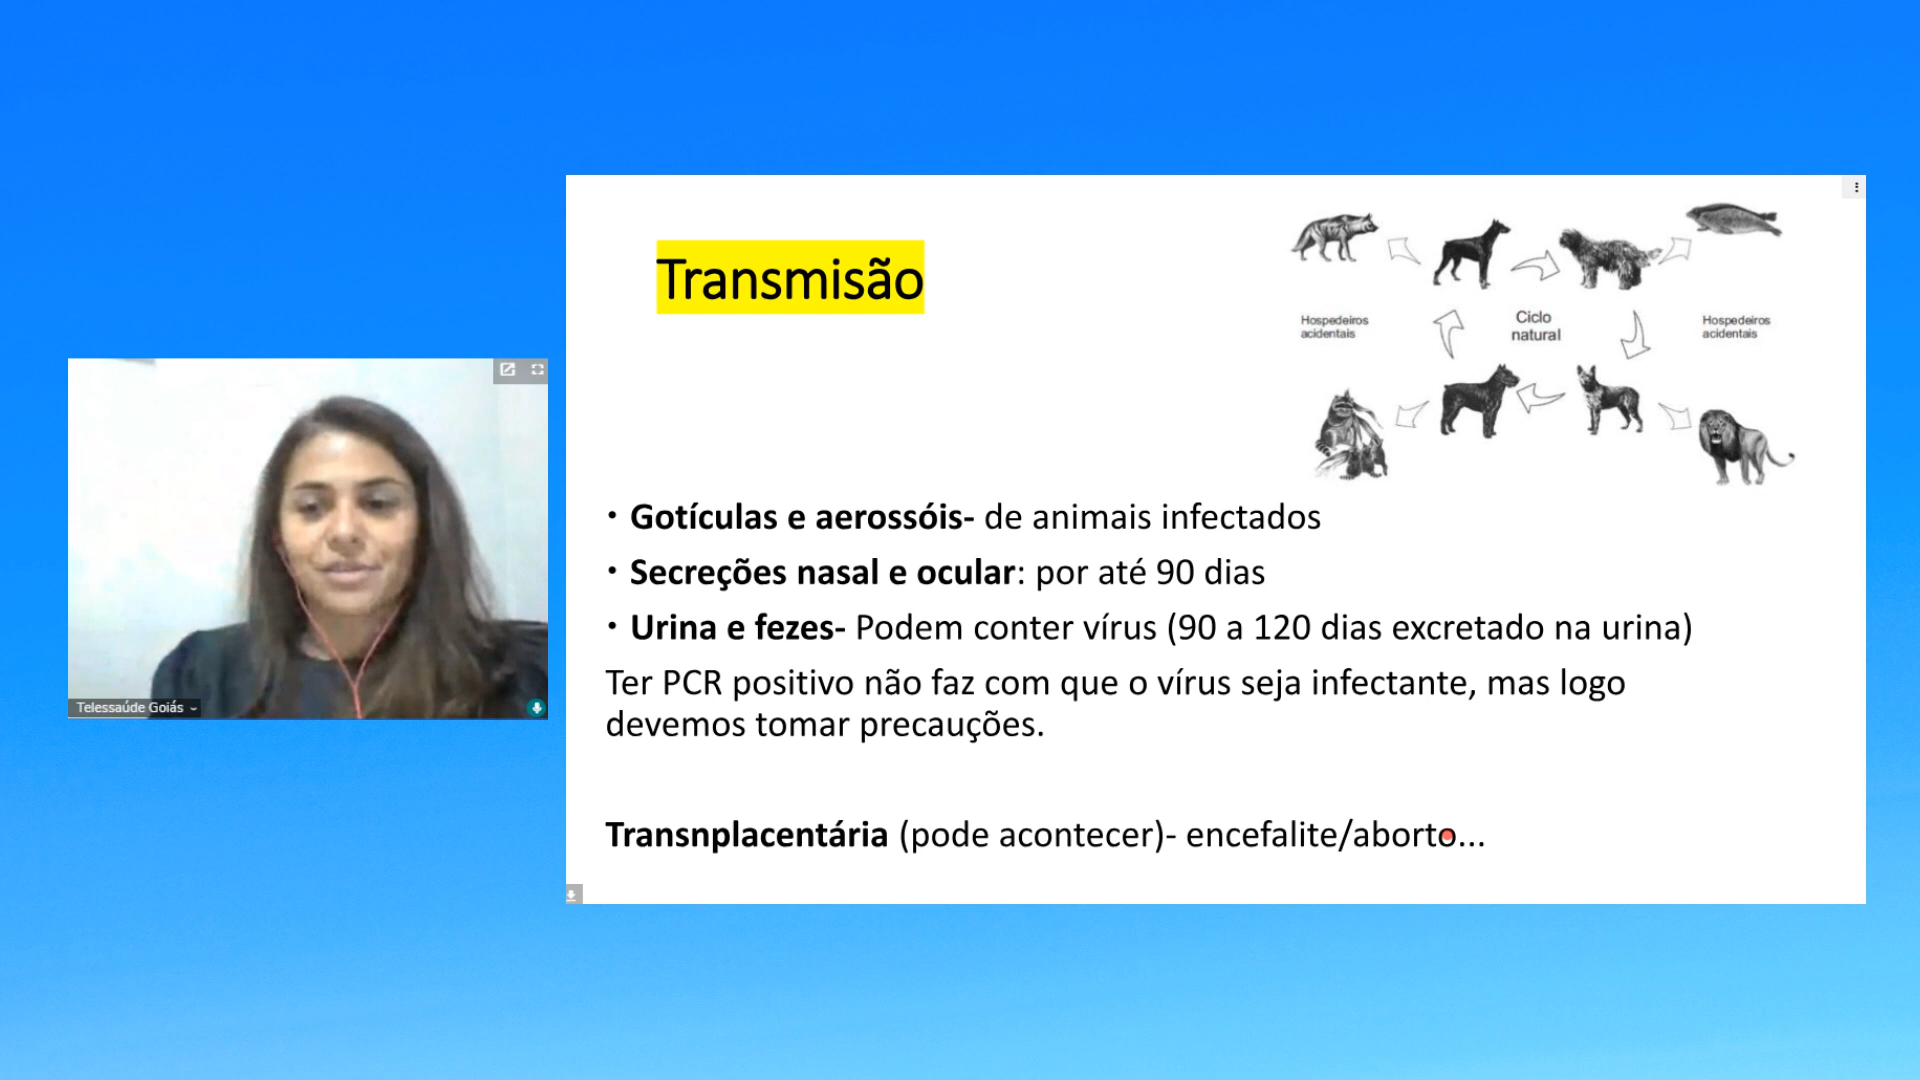 Transmisão
Hospedeiros
acidentais
Ciclo
natural
Hospedeiros
acidentais
• Gotículas e aerossóis- de animais infectados
• Secreções nasal e ocular: por até 90 dias
• Urina e fezes- Podem conter vírus (90 a 120 dias excretado na urina)
Ter PCR positivo não faz com que o vírus seja infectante, mas logo
devemos tomar precauções.
Transnplacentária (pode acontecer)- encefalite/aborto...
Telessaúde Goiás